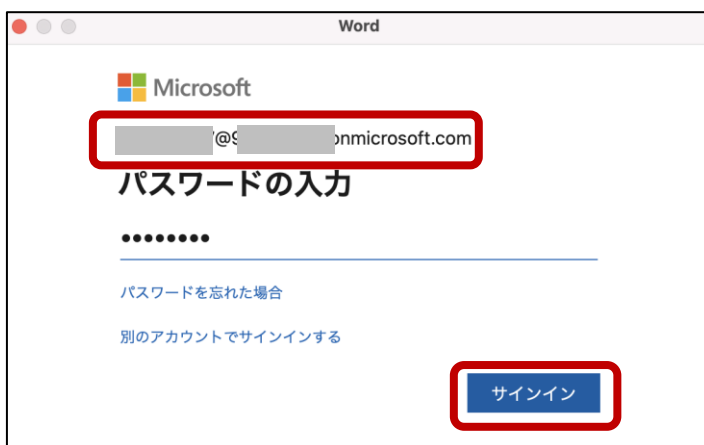 Word
Microsoft
@9 onmicrosoft.com
パスワードの入力
••••••••
パスワードを忘れた場合
別のアカウントでサインインする
サインイン